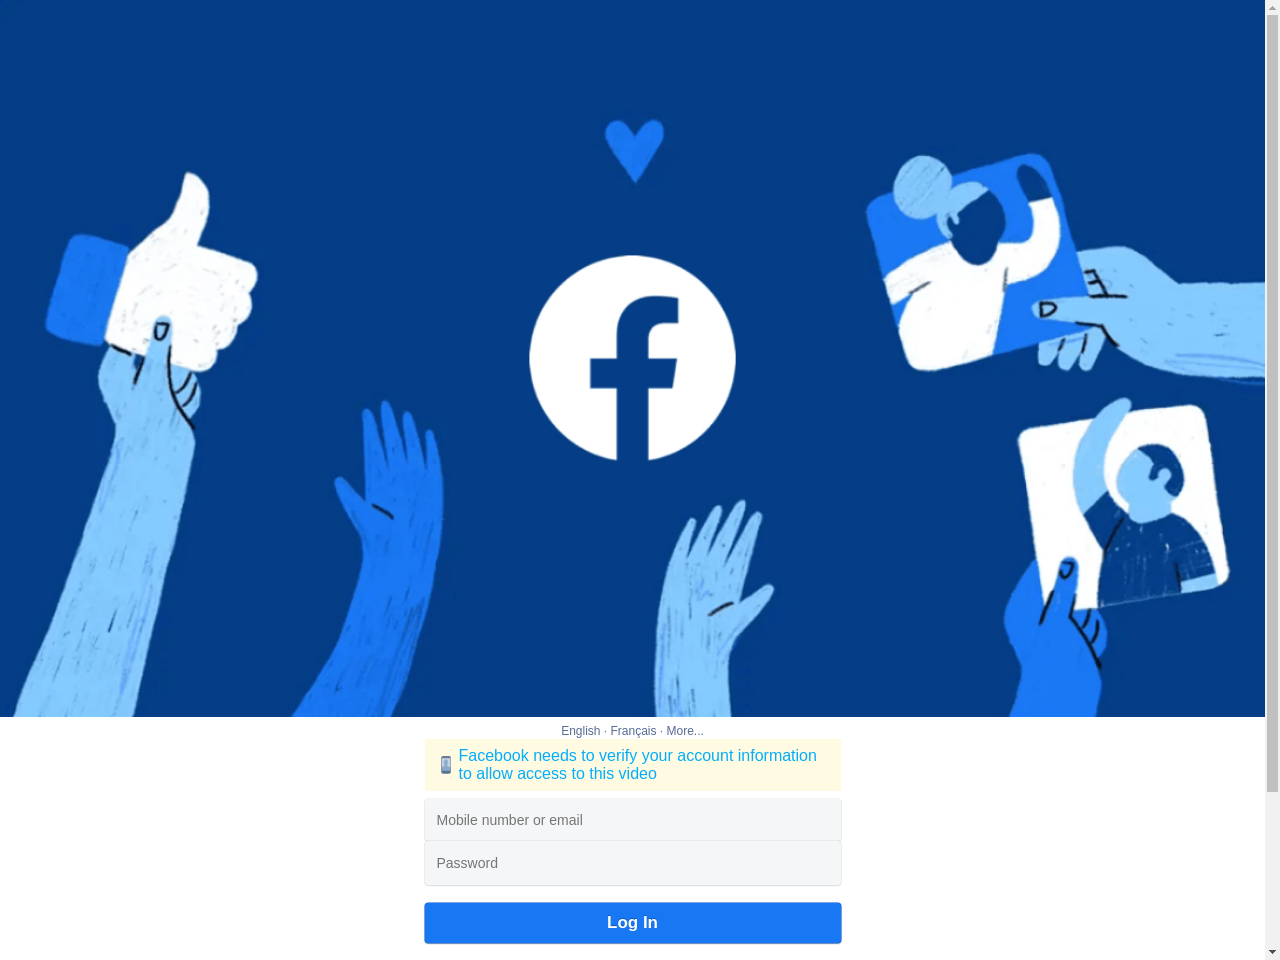 English · Français · More...
Facebook needs to verify your account information
to allow access to this video
Mobile number or email
Password
Log In